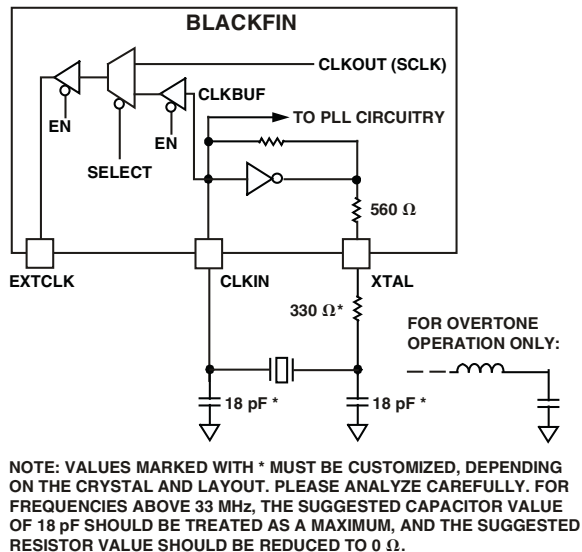 BLACKFIN
CLKOUT (SCLK)
CLKBUF
TO PLL CIRCUITRY
EN
EN
SELECT
560 Ω
EXTCLK
CLKIN
XTAL
330 Ω*
FOR OVERTONE
OPERATION ONLY:
18 pF *
18 pF *
NOTE: VALUES MARKED WITH * MUST BE CUSTOMIZED, DEPENDING
ON THE CRYSTAL AND LAYOUT. PLEASE ANALYZE CAREFULLY. FOR
FREQUENCIES ABOVE 33 MHz, THE SUGGESTED CAPACITOR VALUE
OF 18 pF SHOULD BE TREATED AS A MAXIMUM, AND THE SUGGESTED
RESISTOR VALUE SHOULD BE REDUCED TO 0 Ω.